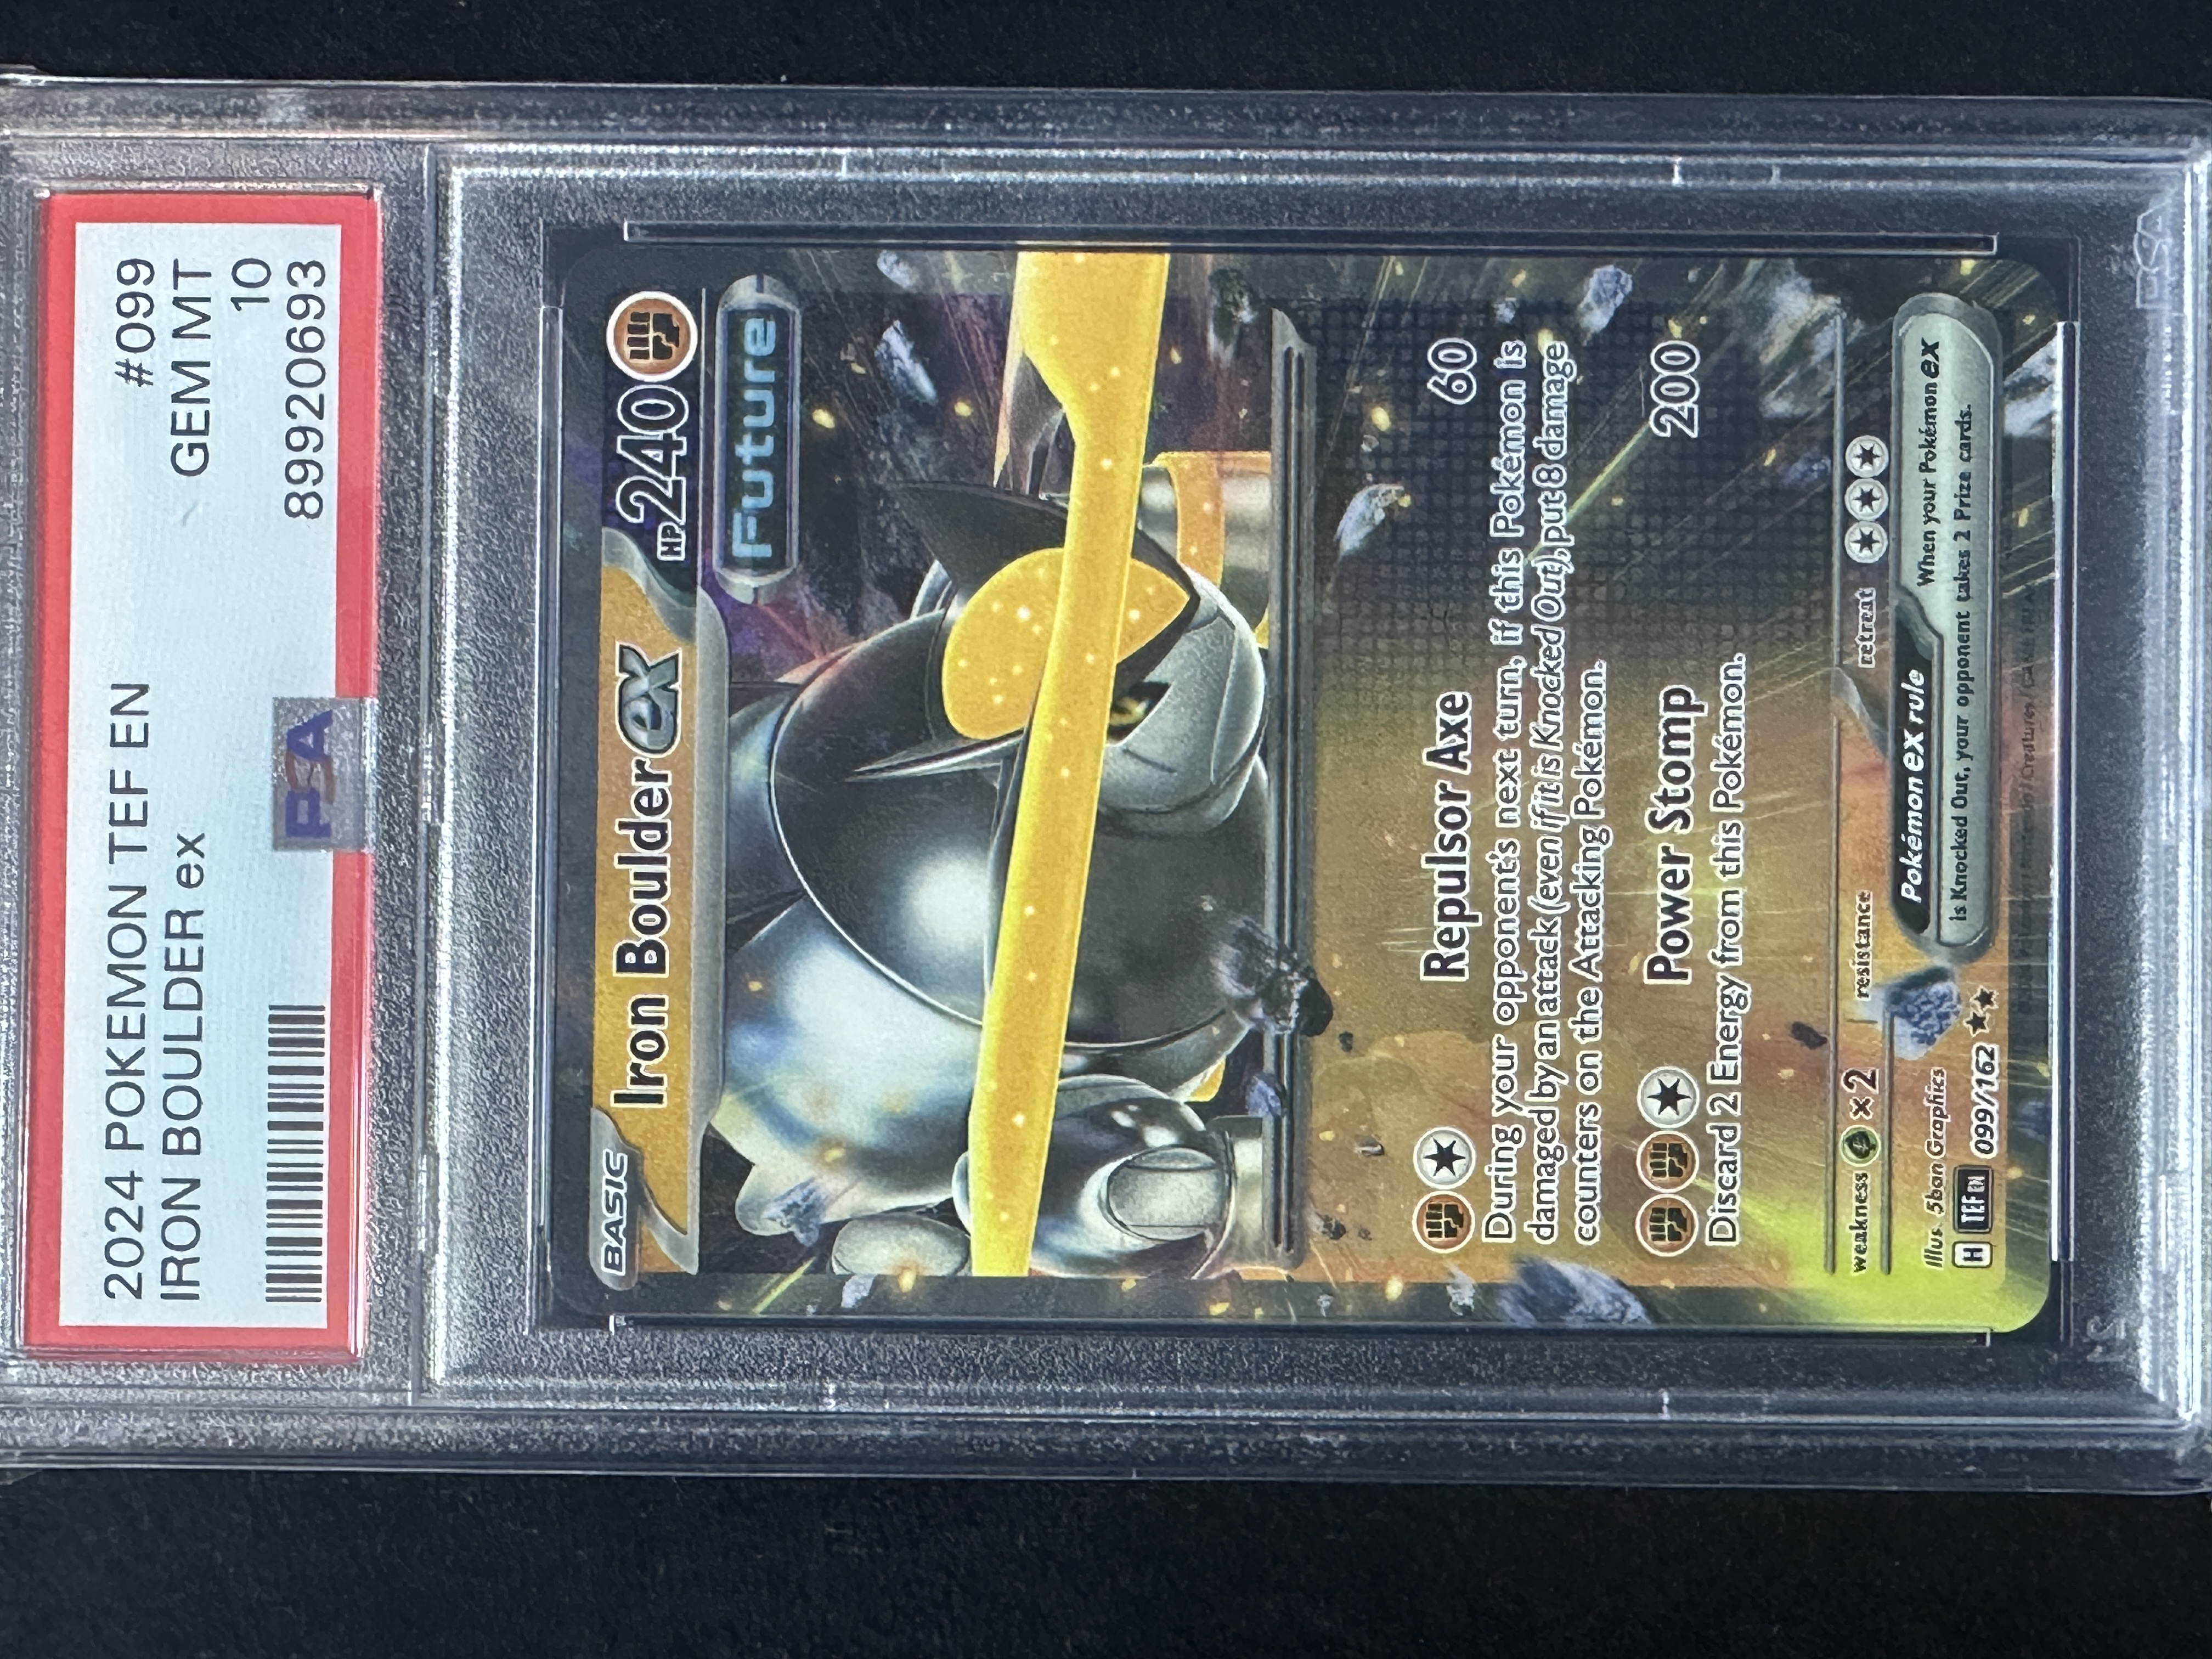 2024 POKEMON TEF EN #099
IRON BOULDER ex GEM MT
10
89920693
PSA
BASIC
Iron Boulder ex HP 240
Future
Repulsor Axe 60
During your opponent's next turn, if this Pokémon is
damaged by an attack (even if it is Knocked Out), put 8 damage
counters on the Attacking Pokémon.
Power Stomp 200
Discard 2 Energy from this Pokémon.
weakness ×2 resistance retreat
Illus. 5ban Graphics
H TEF EN 099/162 ★★
Pokémon ex rule When your Pokémon ex
is Knocked Out, your opponent takes 2 Prize cards.
PSA